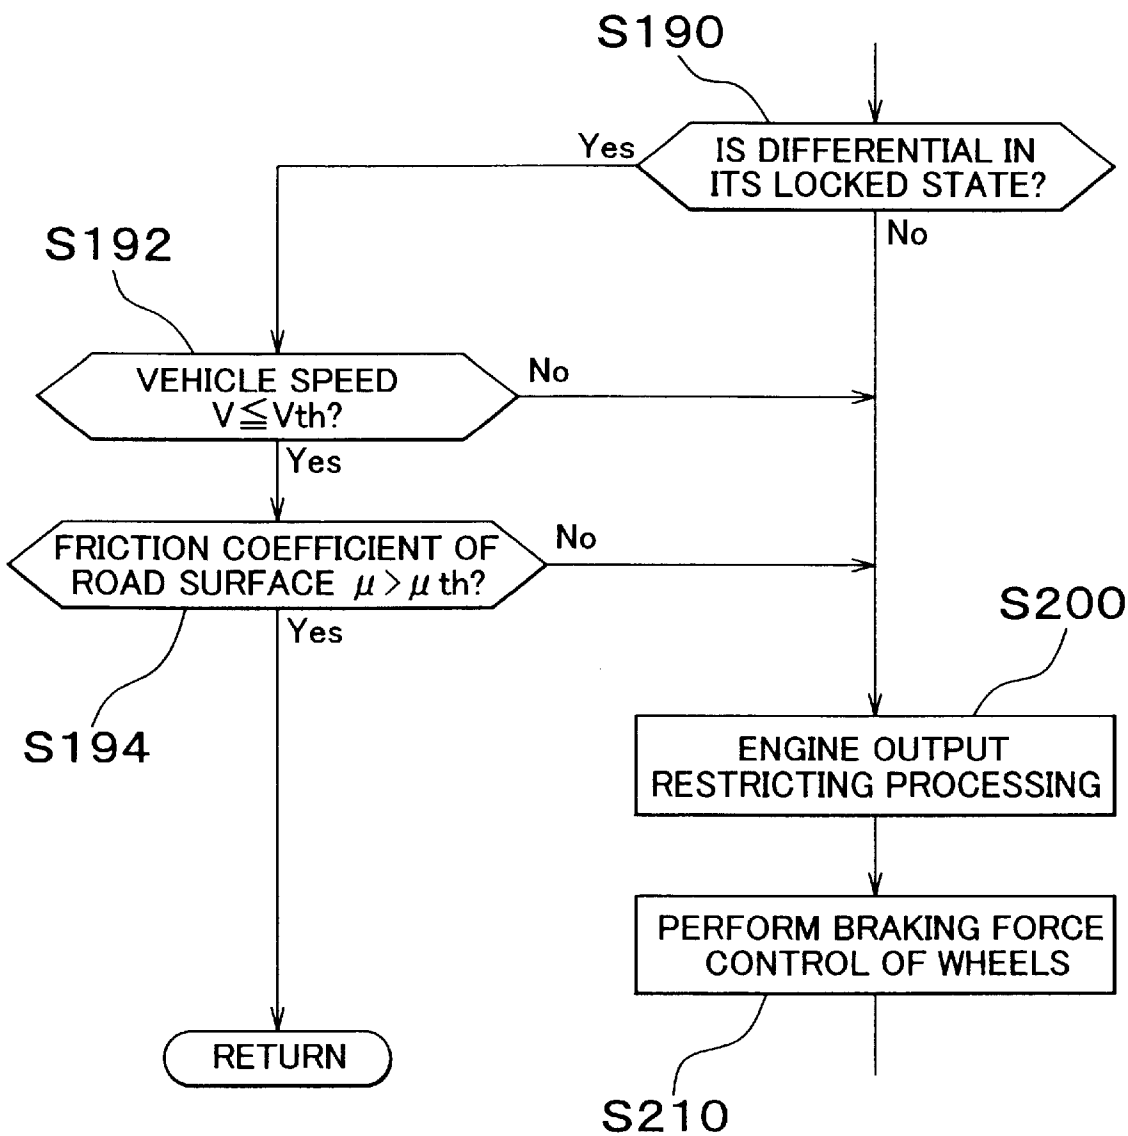 S190
IS DIFFERENTIAL IN
ITS LOCKED STATE?
Yes
No
S192
VEHICLE SPEED
V≦Vth?
No
Yes
FRICTION COEFFICIENT OF
ROAD SURFACE μ>μth?
No
Yes
S194
S200
ENGINE OUTPUT
RESTRICTING PROCESSING
PERFORM BRAKING FORCE
CONTROL OF WHEELS
RETURN
S210